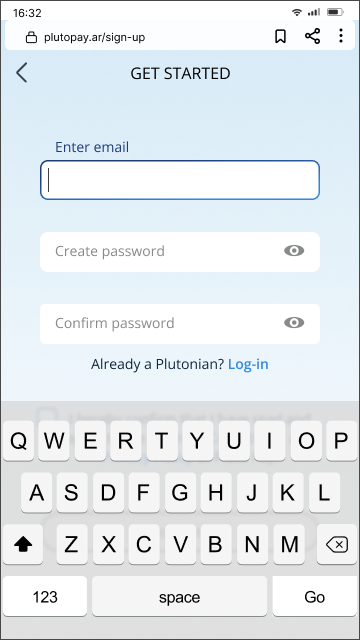 16:32
plutopay.ar/sign-up
GET STARTED
Enter email
Create password
Confirm password
Already a Plutonian? Log-in
Q W E R T Y U I O P
A S D F G H J K L
Z X C V B N M
123 space Go